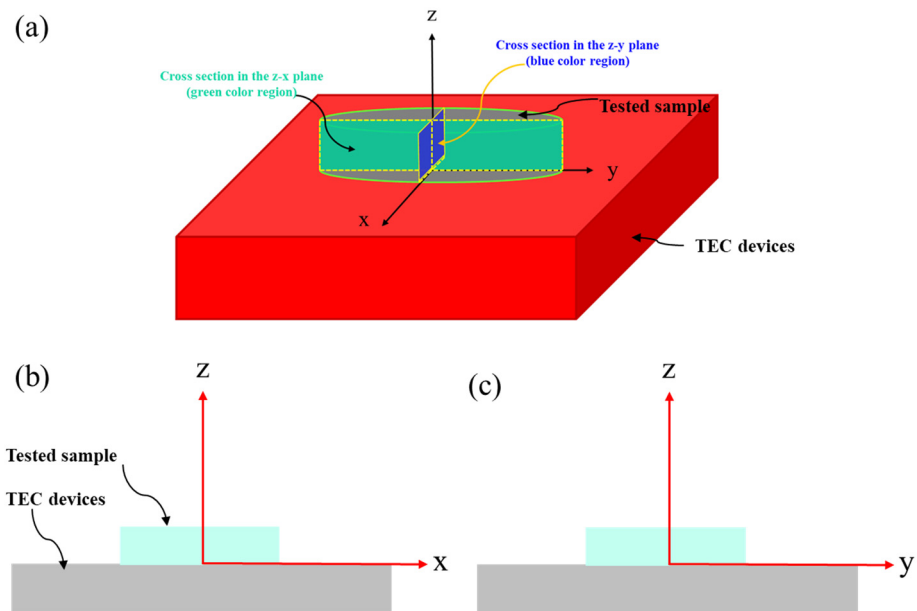 (a)
z
Cross section in the z-y plane
(blue color region)
Cross section in the z-x plane
(green color region)
Tested sample
y
x
TEC devices
(b)
z
(c)
z
Tested sample
TEC devices
x
y